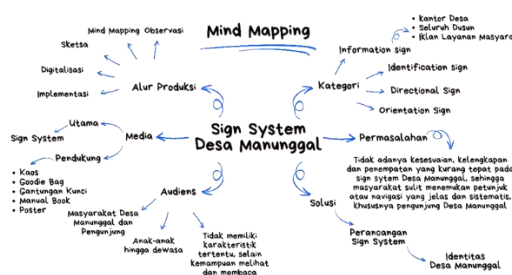 Mind Mapping
Mind Mapping Observasi
Sketsa
Digitalisasi
Implementasi
Alur Produksi
Information sign
• Kantor Desa
• Seluruh Dusun
• Iklan Layanan Masyara
Identification sign
Kategori
Directional Sign
Orientation Sign
Utama
Sign System
Media
Pendukung
• Kaos
• Goodie Bag
• Gantungan Kunci
• Manual Book
• Poster
Sign System
Desa Manunggal
Permasalahan
Tidak adanya kesesuaian, kelengkapan
dan penempatan yang kurang tepat pada
sign sytem Desa Manunggal, sehingga
masyarakat sulit menemukan petunjuk
atau navigasi yang jelas dan sistematis,
khususnya pengunjung Desa Manunggal
Audiens
Masyarakat Desa
Manunggal dan
Pengunjung
Anak-anak
hingga dewasa
Tidak memiliki
karakteristik
tertentu, selain
kemampuan melihat
dan membaca
Solusi
Perancangan
Sign System
Identitas
Desa Manunggal